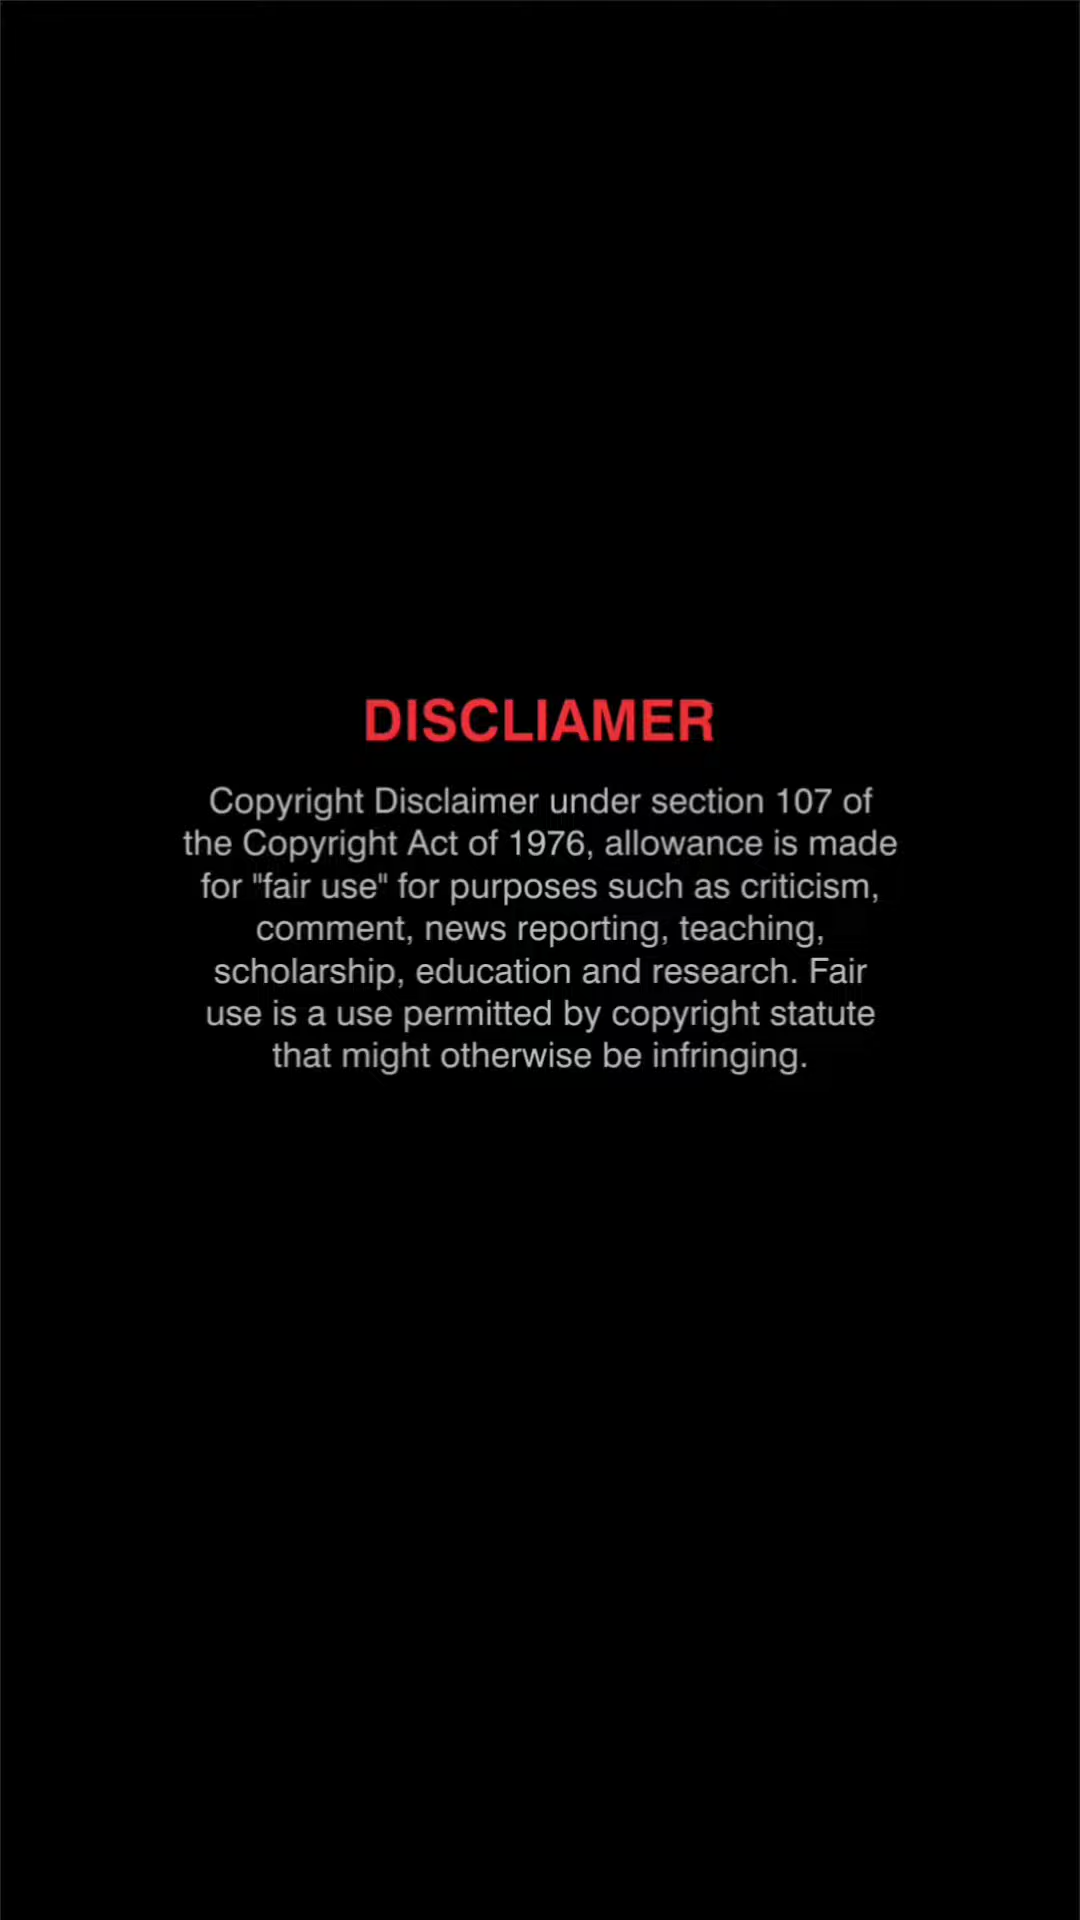 DISCLIAMER
Copyright Disclaimer under section 107 of
the Copyright Act of 1976, allowance is made
for "fair use" for purposes such as criticism,
comment, news reporting, teaching,
scholarship, education and research. Fair
use is a use permitted by copyright statute
that might otherwise be infringing.